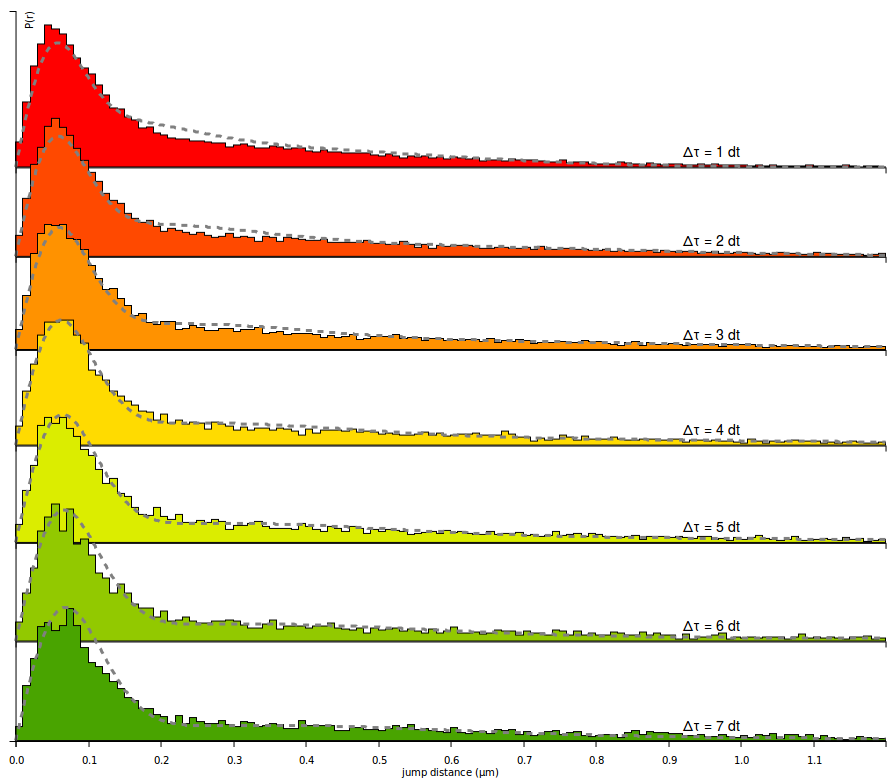 P(r)
Δτ = 1 dt
Δτ = 2 dt
Δτ = 3 dt
Δτ = 4 dt
Δτ = 5 dt
Δτ = 6 dt
Δτ = 7 dt
0.0 0.1 0.2 0.3 0.4 0.5 0.6 0.7 0.8 0.9 1.0 1.1
jump distance (μm)